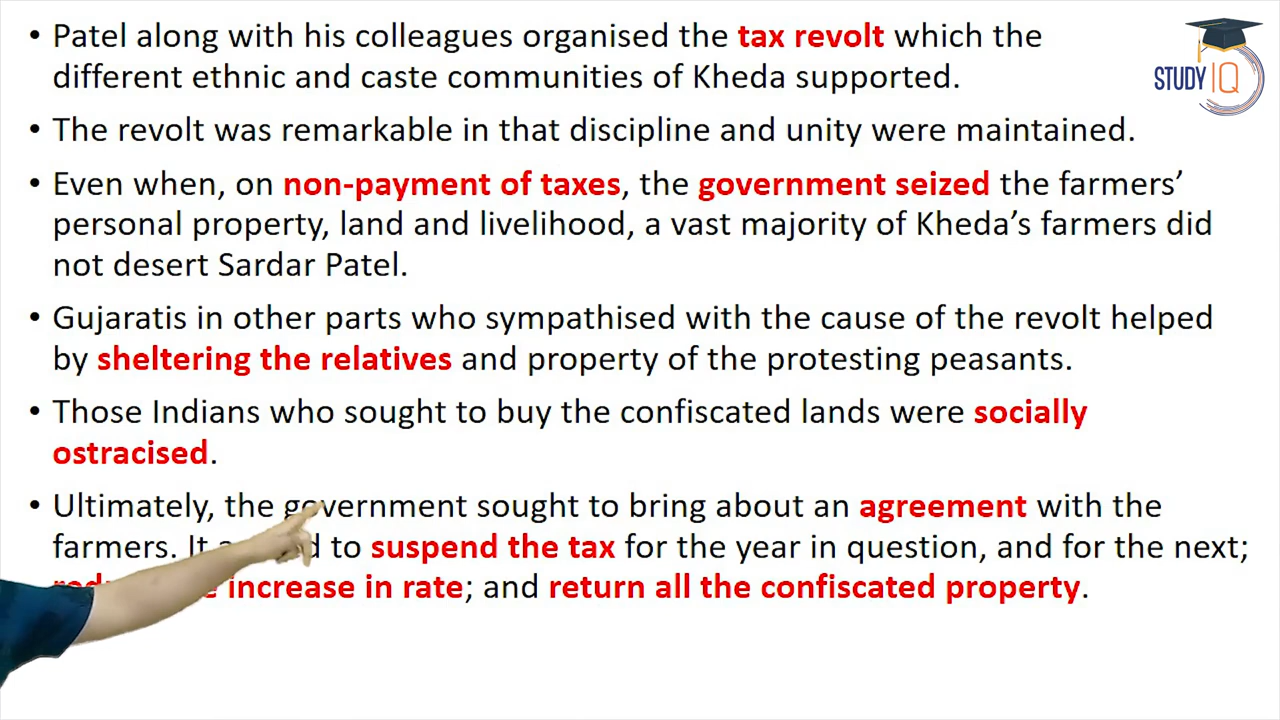 • Patel along with his colleagues organised the tax revolt which the
different ethnic and caste communities of Kheda supported.
STUDY IQ
• The revolt was remarkable in that discipline and unity were maintained.
• Even when, on non-payment of taxes, the government seized the farmers’
personal property, land and livelihood, a vast majority of Kheda’s farmers did
not desert Sardar Patel.
• Gujaratis in other parts who sympathised with the cause of the revolt helped
by sheltering the relatives and property of the protesting peasants.
• Those Indians who sought to buy the confiscated lands were socially
ostracised.
• Ultimately, the government sought to bring about an agreement with the
farmers. It to suspend the tax for the year in question, and for the next;
increase in rate; and return all the confiscated property.